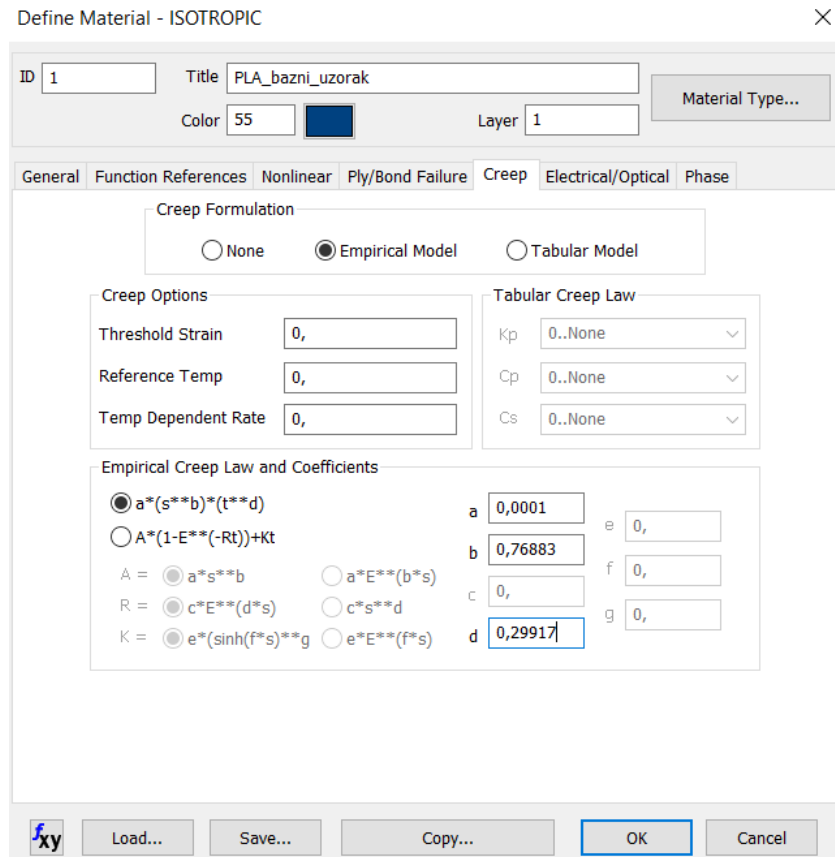 Define Material - ISOTROPIC
ID 1 Title PLA_bazni_uzorak
Material Type...
Color 55 Layer 1
General Function References Nonlinear Ply/Bond Failure Creep Electrical/Optical Phase
Creep Formulation
None Empirical Model Tabular Model
Creep Options
Threshold Strain 0,
Reference Temp 0,
Temp Dependent Rate 0,
Tabular Creep Law
Kp 0..None
Cp 0..None
Cs 0..None
Empirical Creep Law and Coefficients
a*(s**b)*(t**d)
A*(1-E**(-Rt))+Kt
A = a*s**b a*E**(b*s)
R = c*E**(d*s) c*s**d
K = e*(sinh(f*s)**g e*E**(f*s)
a 0,0001
b 0,76883
c 0,
d 0,29917
e 0,
f 0,
g 0,
fxy Load... Save... Copy... OK Cancel